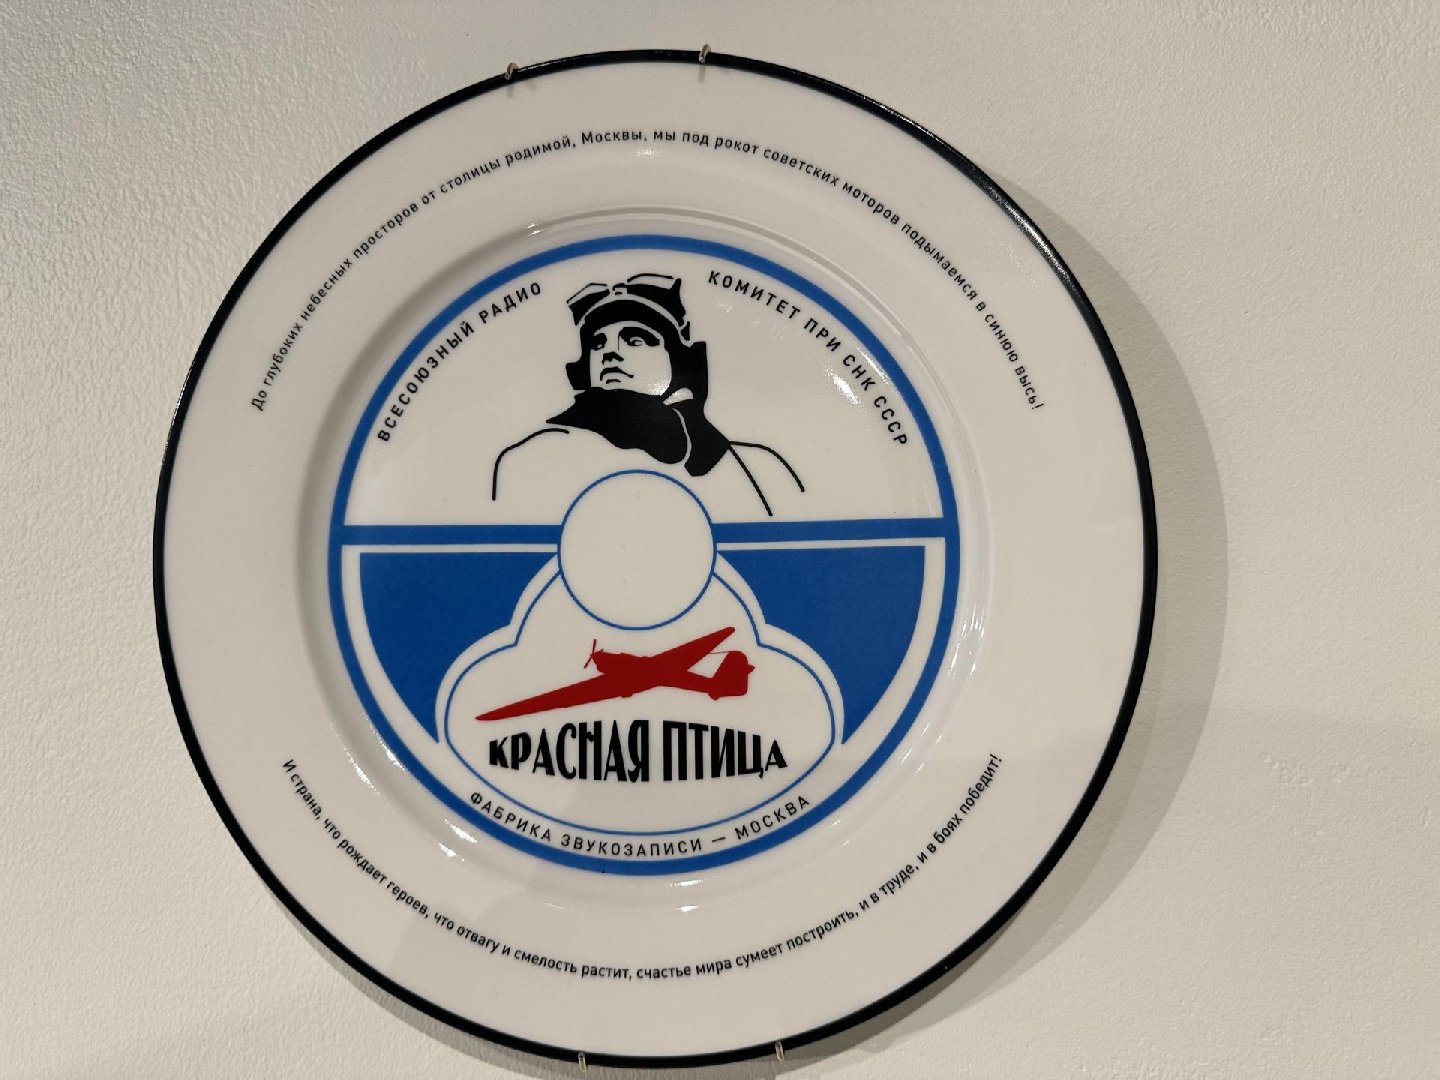 До глубоких небесных просторов от столицы родимой, Москвы, мы под рокот советских моторов подымаемся в синюю высь!
ВСЕСОЮЗНЫЙ РАДИО КОМИТЕТ ПРИ СНК СССР
КРАСНАЯ ПТИЦА
ФАБРИКА ЗВУКОЗАПИСИ — МОСКВА
И страна, что рождает героев, что отвагу и смелость растит, счастье мира сумеет построить, и в труде, и в боях победит!